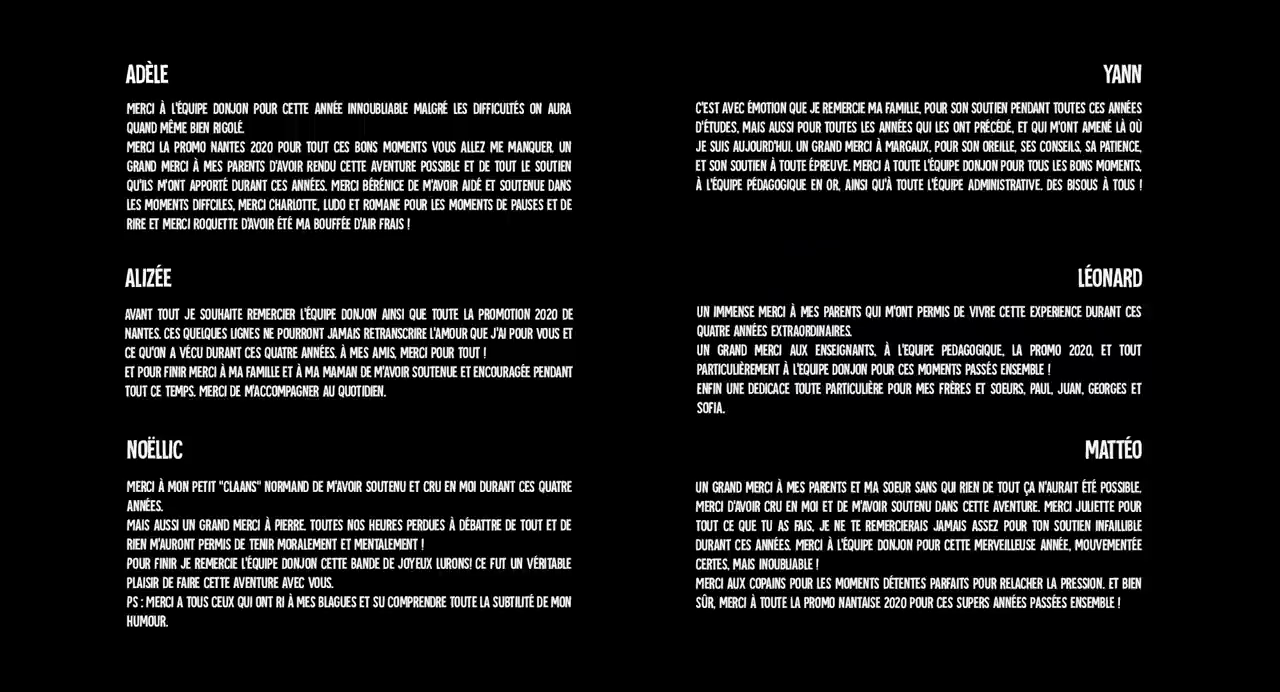 ADÈLE
MERCI À L'ÉQUIPE DONJON POUR CETTE ANNÉE INNOUBLIABLE MALGRÉ LES DIFFICULTÉS ON AURA
QUAND MÊME BIEN RIGOLÉ.
MERCI LA PROMO NANTES 2020 POUR TOUT CES BONS MOMENTS VOUS ALLEZ ME MANQUER. UN
GRAND MERCI À MES PARENTS D'AVOIR RENDU CETTE AVENTURE POSSIBLE ET DE TOUT LE SOUTIEN
QU'ILS M'ONT APPORTÉ DURANT CES ANNÉES. MERCI BÉRÉNICE DE M'AVOIR AIDÉ ET SOUTENUE DANS
LES MOMENTS DIFFCILES, MERCI CHARLOTTE, LUDO ET ROMANE POUR LES MOMENTS DE PAUSES ET DE
RIRE ET MERCI ROQUETTE D'AVOIR ÉTÉ MA BOUFFÉE D'AIR FRAIS !
ALIZÉE
AVANT TOUT JE SOUHAITE REMERCIER L'ÉQUIPE DONJON AINSI QUE TOUTE LA PROMOTION 2020 DE
NANTES. CES QUELQUES LIGNES NE POURRONT JAMAIS RETRANSCRIRE L'AMOUR QUE J'AI POUR VOUS ET
CE QU'ON A VÉCU DURANT CES QUATRE ANNÉES. À MES AMIS, MERCI POUR TOUT !
ET POUR FINIR MERCI À MA FAMILLE ET À MA MAMAN DE M'AVOIR SOUTENUE ET ENCOURAGÉE PENDANT
TOUT CE TEMPS. MERCI DE M'ACCOMPAGNER AU QUOTIDIEN.
NOËLLIC
MERCI À MON PETIT "CLAANS" NORMAND DE M'AVOIR SOUTENU ET CRU EN MOI DURANT CES QUATRE
ANNÉES.
MAIS AUSSI UN GRAND MERCI À PIERRE. TOUTES NOS HEURES PERDUES À DÉBATTRE DE TOUT ET DE
RIEN M'AURONT PERMIS DE TENIR MORALEMENT ET MENTALEMENT !
POUR FINIR JE REMERCIE L'ÉQUIPE DONJON CETTE BANDE DE JOYEUX LURONS! CE FUT UN VÉRITABLE
PLAISIR DE FAIRE CETTE AVENTURE AVEC VOUS.
PS : MERCI A TOUS CEUX QUI ONT RI À MES BLAGUES ET SU COMPRENDRE TOUTE LA SUBTILITÉ DE MON
HUMOUR.
YANN
C'EST AVEC ÉMOTION QUE JE REMERCIE MA FAMILLE, POUR SON SOUTIEN PENDANT TOUTES CES ANNÉES
D'ÉTUDES, MAIS AUSSI POUR TOUTES LES ANNÉES QUI LES ONT PRÉCÉDÉ, ET QUI M'ONT AMENÉ LÀ OÙ
JE SUIS AUJOURD'HUI. UN GRAND MERCI À MARGAUX, POUR SON OREILLE, SES CONSEILS, SA PATIENCE,
ET SON SOUTIEN À TOUTE ÉPREUVE. MERCI A TOUTE L'ÉQUIPE DONJON POUR TOUS LES BONS MOMENTS,
À L'ÉQUIPE PÉDAGOGIQUE EN OR, AINSI QU'À TOUTE L'ÉQUIPE ADMINISTRATIVE. DES BISOUS À TOUS !
LÉONARD
UN IMMENSE MERCI À MES PARENTS QUI M'ONT PERMIS DE VIVRE CETTE EXPERIENCE DURANT CES
QUATRE ANNÉES EXTRAORDINAIRES.
UN GRAND MERCI AUX ENSEIGNANTS, À L'EQUIPE PEDAGOGIQUE, LA PROMO 2020, ET TOUT
PARTICULIÈREMENT À L'EQUIPE DONJON POUR CES MOMENTS PASSÉS ENSEMBLE !
ENFIN UNE DEDICACE TOUTE PARTICULIÈRE POUR MES FRÈRES ET SOEURS, PAUL, JUAN, GEORGES ET
SOFIA.
MATTÉO
UN GRAND MERCI À MES PARENTS ET MA SOEUR SANS QUI RIEN DE TOUT ÇA N'AURAIT ÉTÉ POSSIBLE.
MERCI D'AVOIR CRU EN MOI ET DE M'AVOIR SOUTENU DANS CETTE AVENTURE. MERCI JULIETTE POUR
TOUT CE QUE TU AS FAIS, JE NE TE REMERCIERAIS JAMAIS ASSEZ POUR TON SOUTIEN INFAILLIBLE
DURANT CES ANNÉES. MERCI À L'ÉQUIPE DONJON POUR CETTE MERVEILLEUSE ANNÉE, MOUVEMENTÉE
CERTES, MAIS INOUBLIABLE !
MERCI AUX COPAINS POUR LES MOMENTS DÉTENTES PARFAITS POUR RELACHER LA PRESSION. ET BIEN
SÛR, MERCI À TOUTE LA PROMO NANTAISE 2020 POUR CES SUPERS ANNÉES PASSÉES ENSEMBLE !